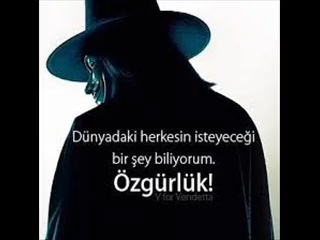 Dünyadaki herkesin isteyeceği
bir şey biliyorum.
Özgürlük!
V for Vendetta